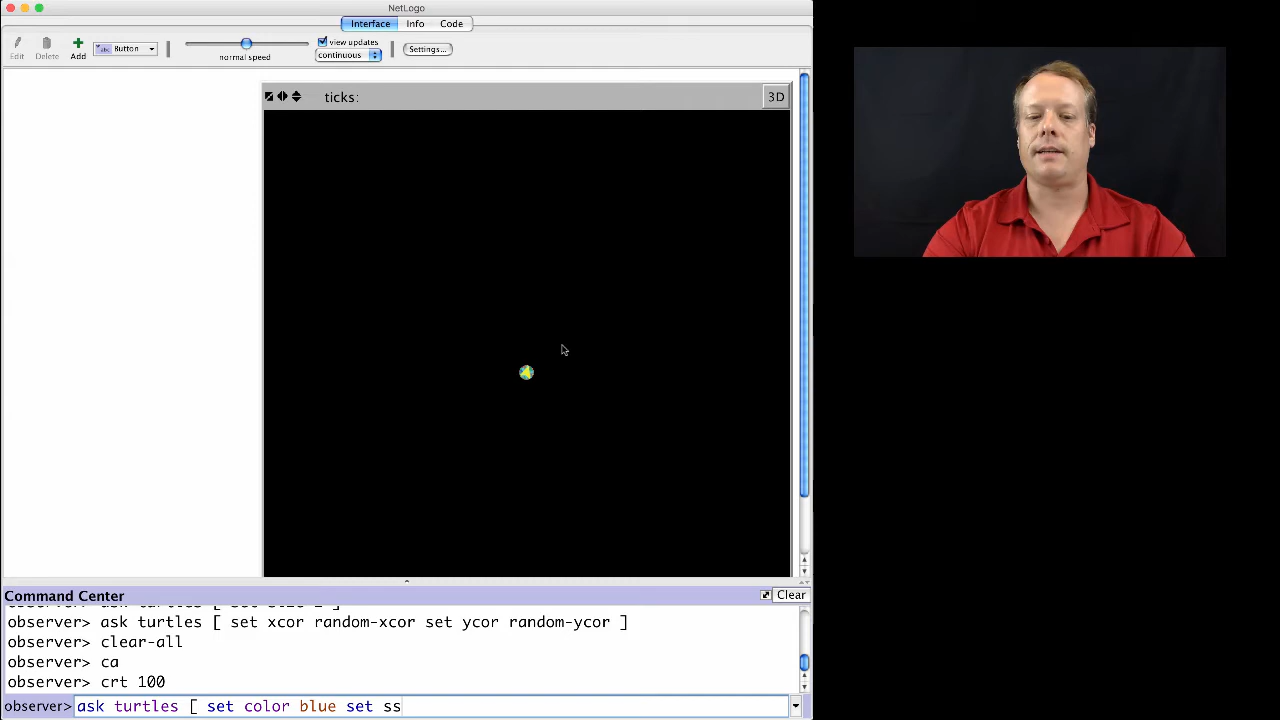 NetLogo
Interface Info Code
Edit Delete Add abc Button normal speed view updates continuous Settings...
ticks: 3D
Command Center Clear
observer> ask turtles [ set xcor random-xcor set ycor random-ycor ]
observer> clear-all
observer> ca
observer> crt 100
observer> ask turtles [ set color blue set ss